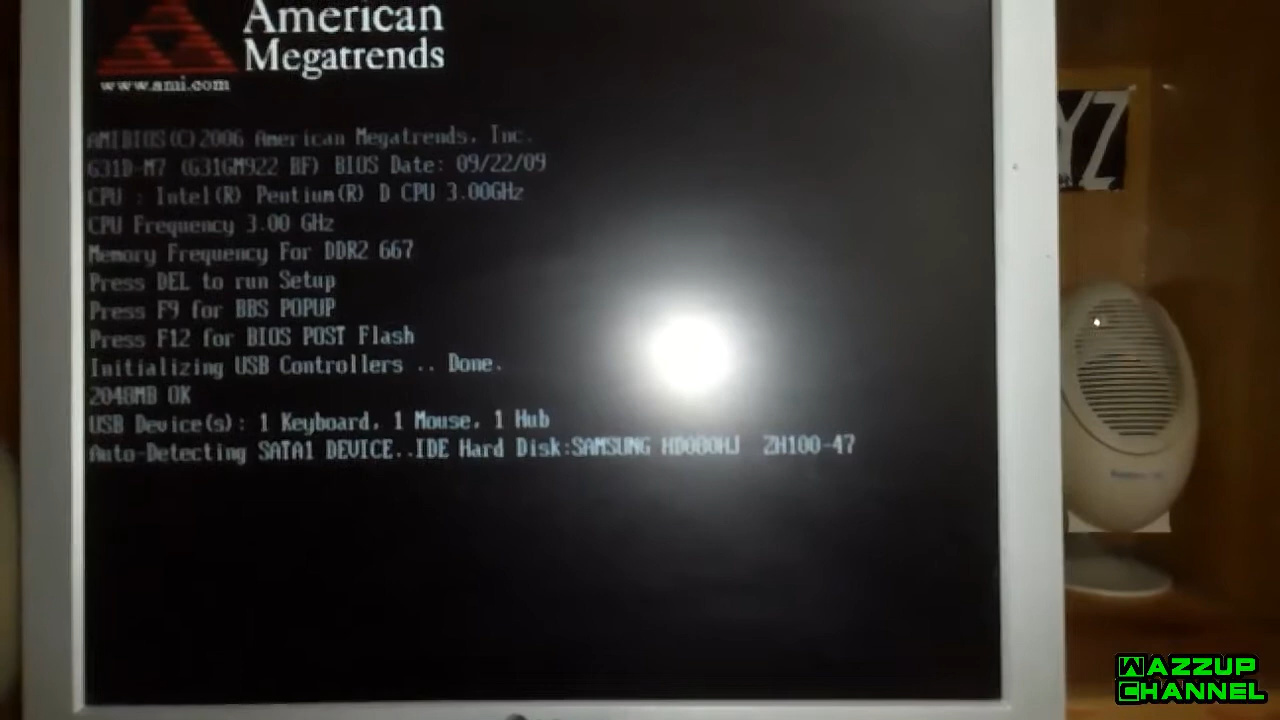 American
Megatrends
www.ami.com
AMIBIOS(C)2006 American Megatrends, Inc.
G31D-M7 (G31GM922 BF) BIOS Date: 09/22/09
CPU : Intel(R) Pentium(R) D CPU 3.00GHz
CPU Frequency 3.00 GHz
Memory Frequency For DDR2 667
Press DEL to run Setup
Press F9 for BBS POPUP
Press F12 for BIOS POST Flash
Initializing USB Controllers .. Done.
2048MB OK
USB Device(s): 1 Keyboard, 1 Mouse, 1 Hub
Auto-Detecting SATA1 DEVICE..IDE Hard Disk:SAMSUNG HD080HJ ZH100-47
YZ
WAZZUP
CHANNEL